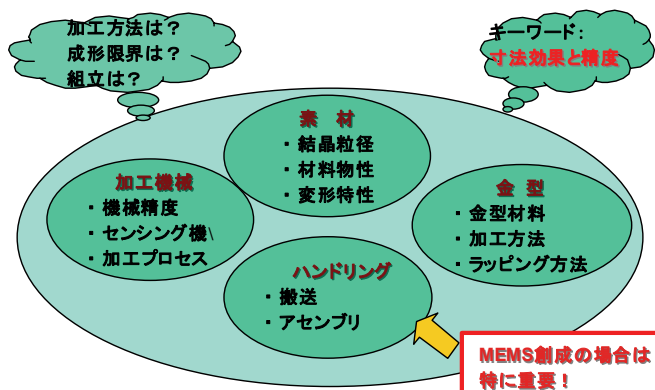 加工方法は？
成形限界は？
組立は？
キーワード：
寸法効果と精度
素　材
・結晶粒径
・材料物性
・変形特性
加工機械
・機械精度
・センシング機\
・加工プロセス
金 型
・金型材料
・加工方法
・ラッピング方法
ハンドリング
・搬送
・アセンブリ
MEMS創成の場合は
特に重要！